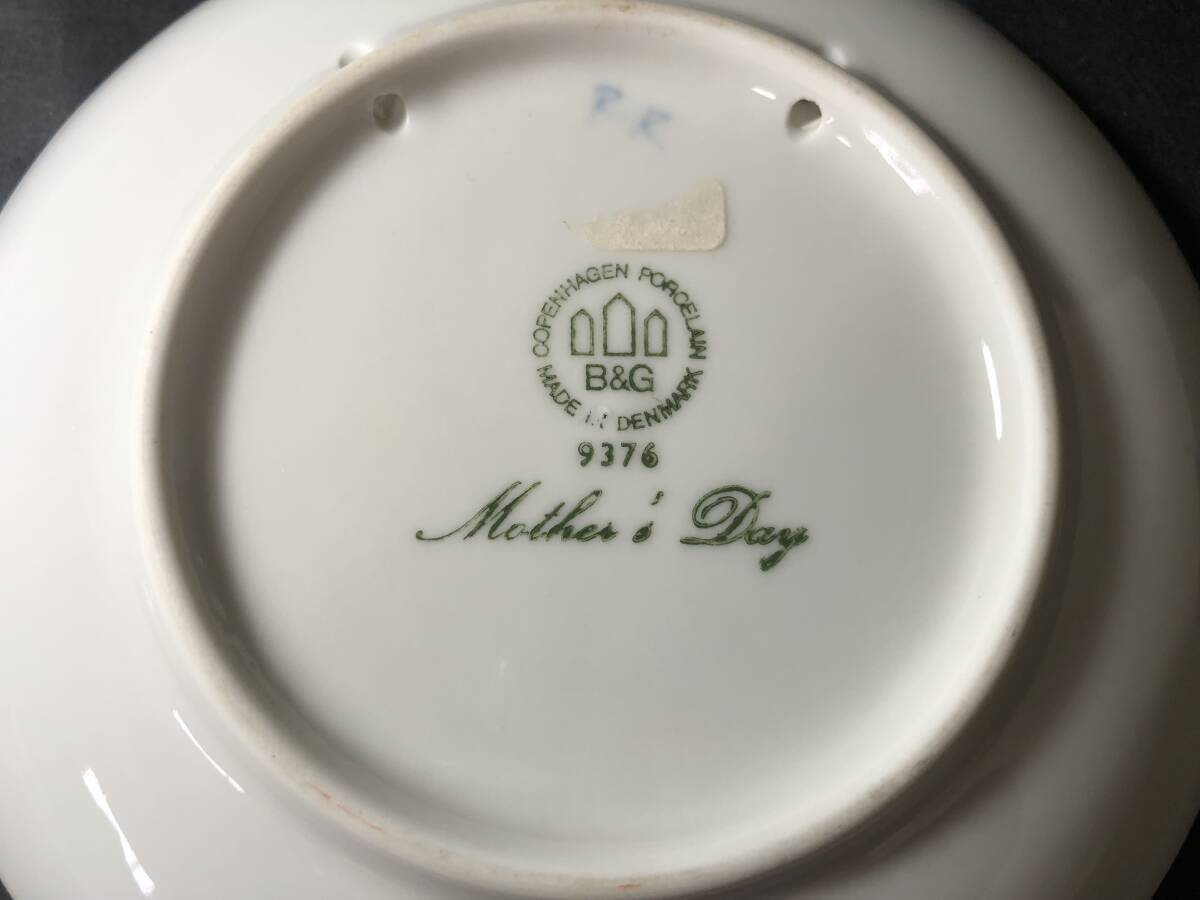 P.K
COPENHAGEN PORCELAIN
B&G
MADE IN DENMARK
9376
Mother's Day